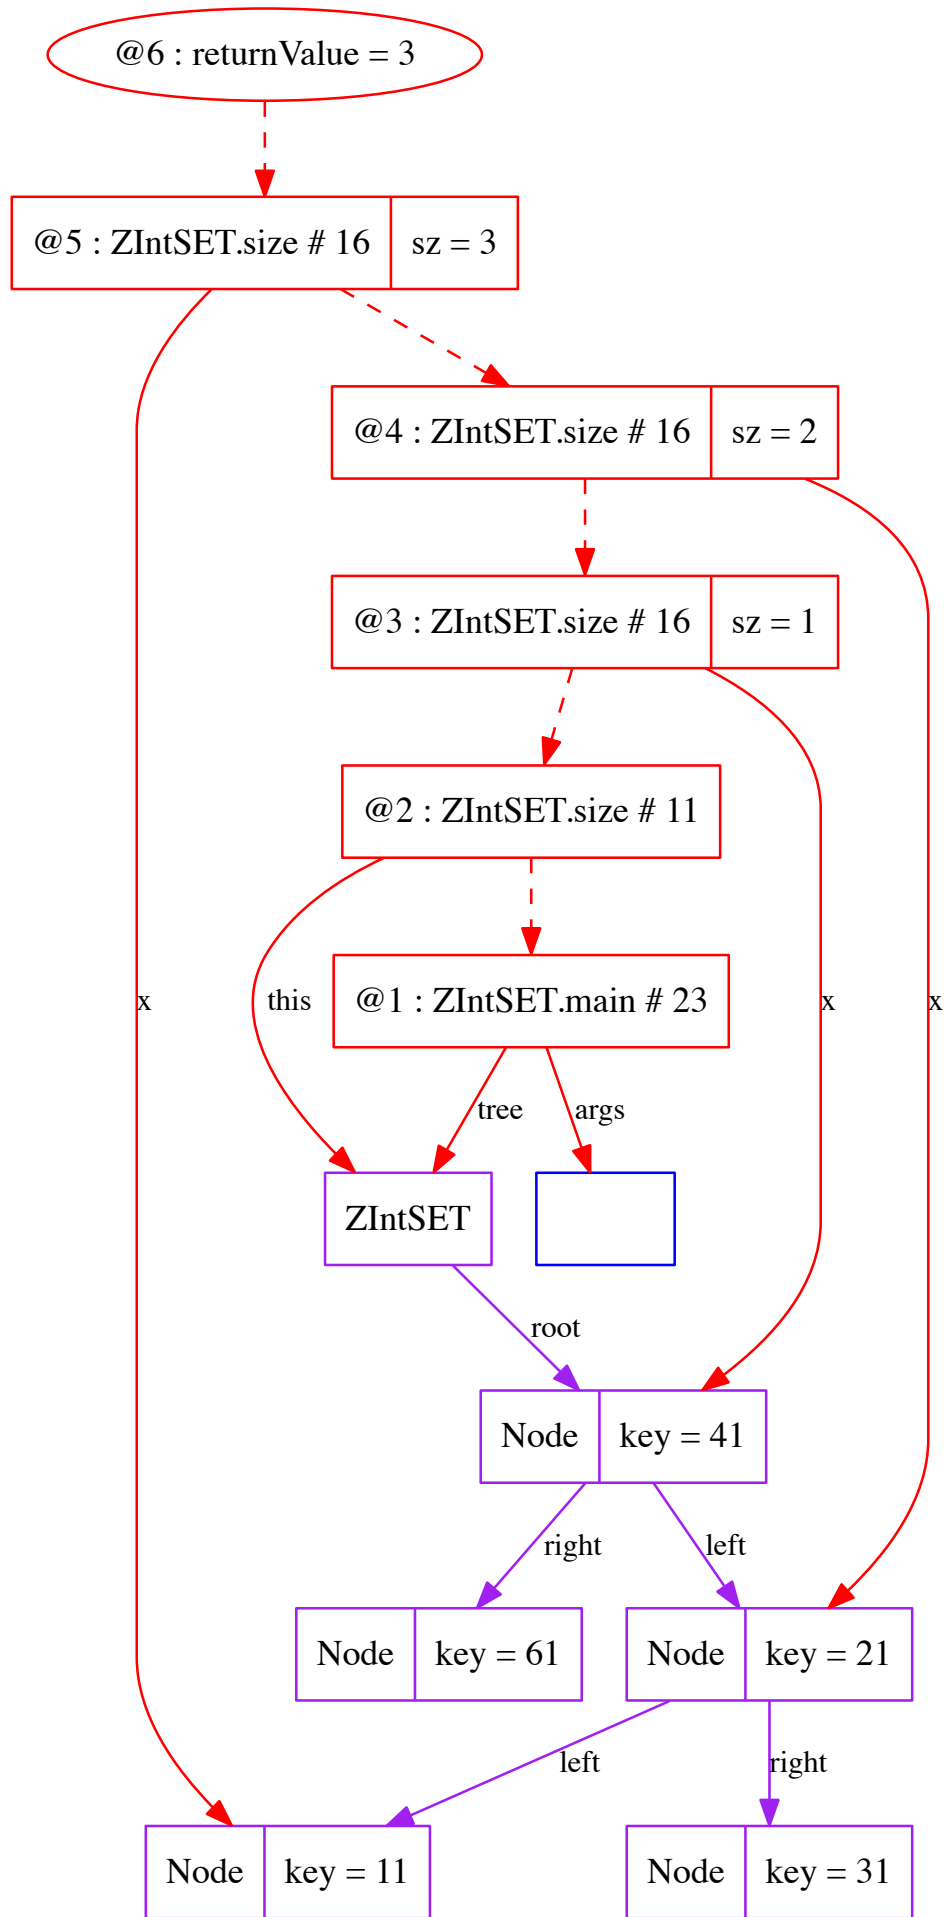 @6 : returnValue = 3
@5 : ZIntSET.size # 16 sz = 3
@4 : ZIntSET.size # 16 sz = 2
@3 : ZIntSET.size # 16 sz = 1
@2 : ZIntSET.size # 11
x this @1 : ZIntSET.main # 23 x x
tree args
ZIntSET
root
Node key = 41
right left
Node key = 61 Node key = 21
left right
Node key = 11 Node key = 31